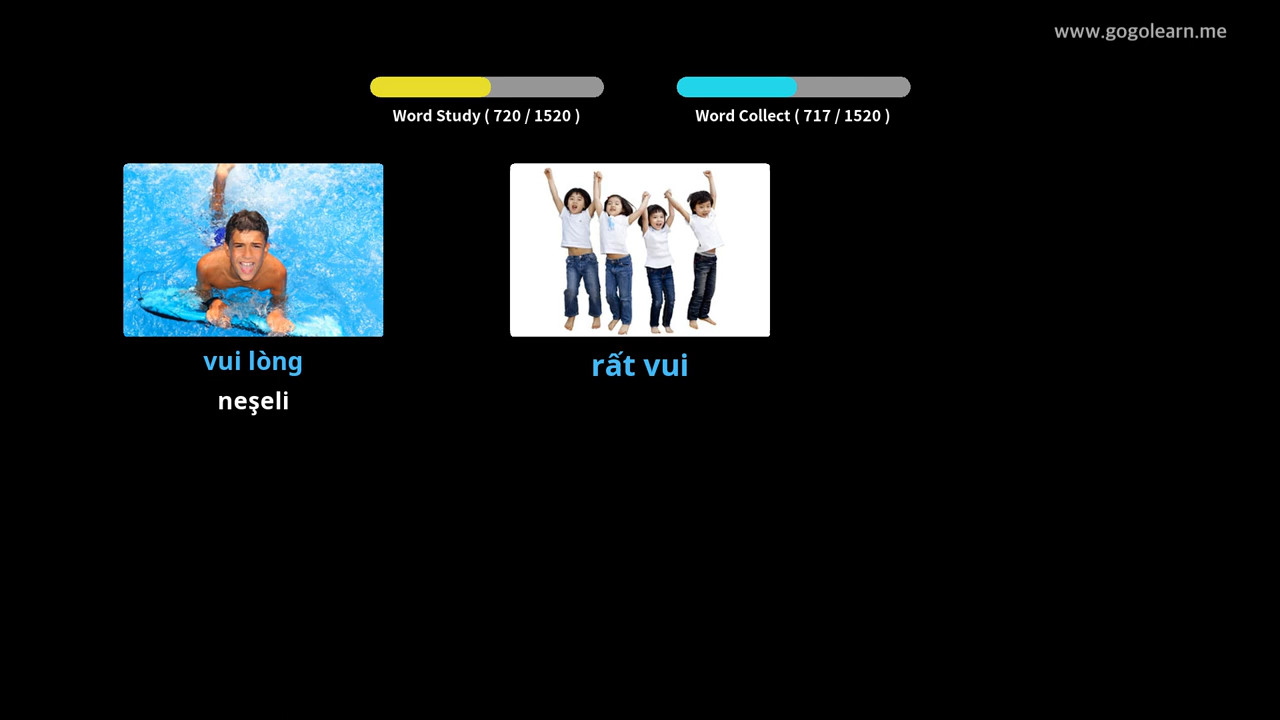 www.gogolearn.me
Word Study ( 720 / 1520 )
Word Collect ( 717 / 1520 )
vui lòng
neşeli
rất vui